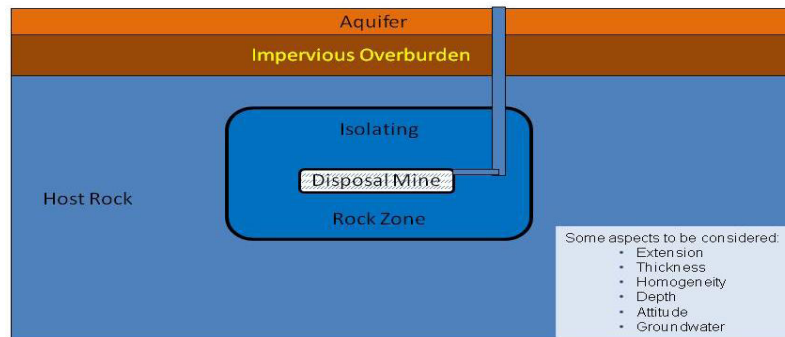 Aquifer
Impervious Overburden
Isolating
Disposal Mine
Host Rock
Rock Zone
Some aspects to be considered:
• Extension
• Thickness
• Homogeneity
• Depth
• Attitude
• Groundwater